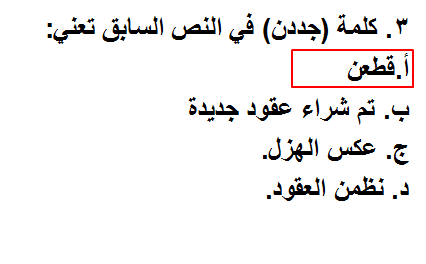 ٣. كلمة (جددن) في النص السابق تعني:
أ.قطعن
ب. تم شراء عقود جديدة
ج. عكس الهزل.
د. نظمن العقود.